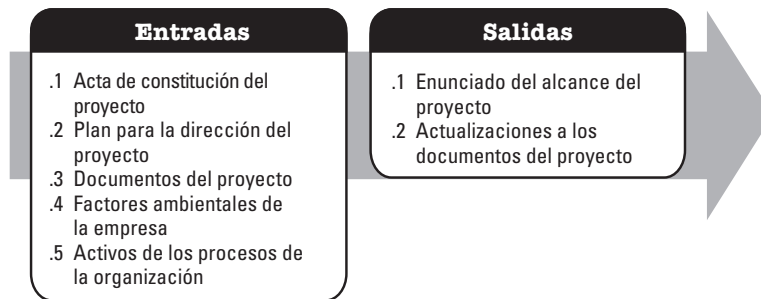 Entradas
.1 Acta de constitución del
proyecto
.2 Plan para la dirección del
proyecto
.3 Documentos del proyecto
.4 Factores ambientales de
la empresa
.5 Activos de los procesos de
la organización
Salidas
.1 Enunciado del alcance del
proyecto
.2 Actualizaciones a los
documentos del proyecto